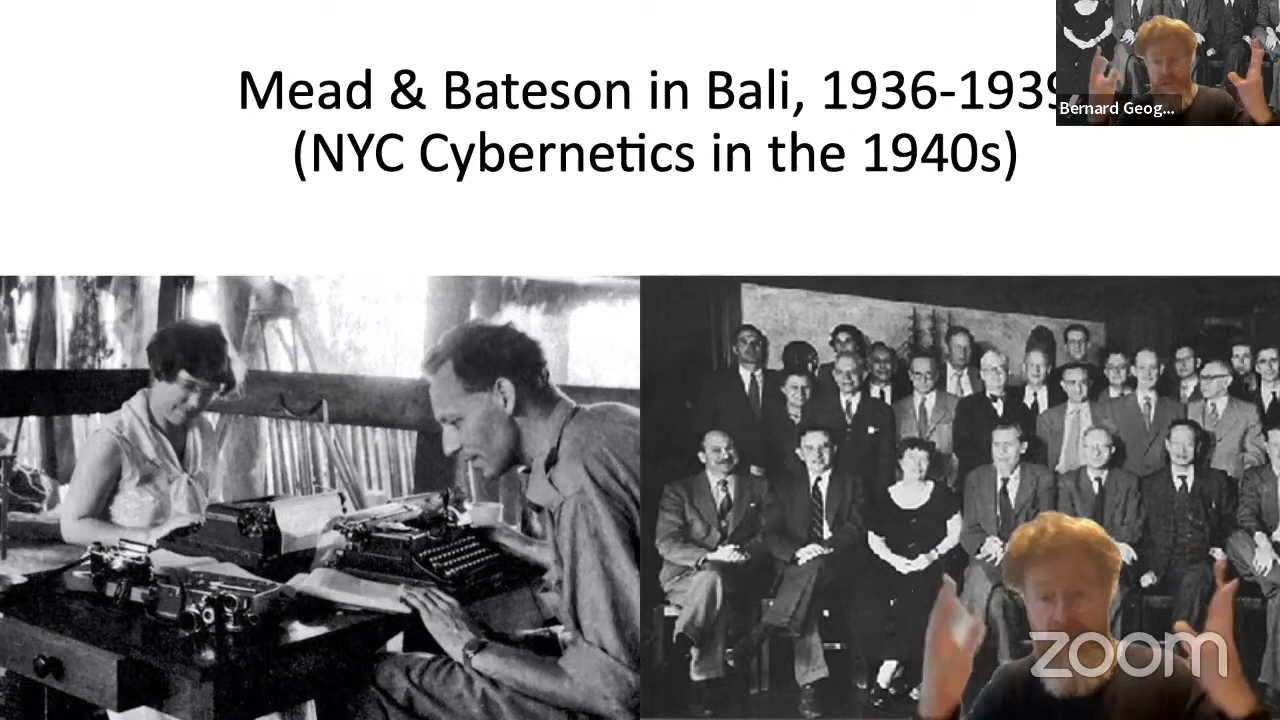 Mead & Bateson in Bali, 1936-1939
(NYC Cybernetics in the 1940s)
Bernard Geog...
zoom